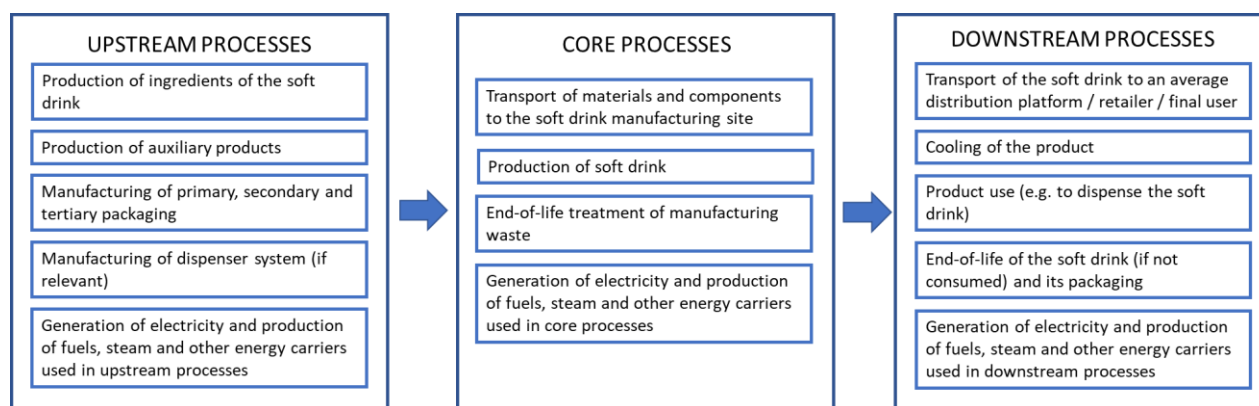 UPSTREAM PROCESSES
Production of ingredients of the soft
drink
Production of auxiliary products
Manufacturing of primary, secondary and
tertiary packaging
Manufacturing of dispenser system (if
relevant)
Generation of electricity and production
of fuels, steam and other energy carriers
used in upstream processes
CORE PROCESSES
Transport of materials and components
to the soft drink manufacturing site
Production of soft drink
End-of-life treatment of manufacturing
waste
Generation of electricity and production
of fuels, steam and other energy carriers
used in core processes
DOWNSTREAM PROCESSES
Transport of the soft drink to an average
distribution platform / retailer / final user
Cooling of the product
Product use (e.g. to dispense the soft
drink)
End-of-life of the soft drink (if not
consumed) and its packaging
Generation of electricity and production
of fuels, steam and other energy carriers
used in downstream processes